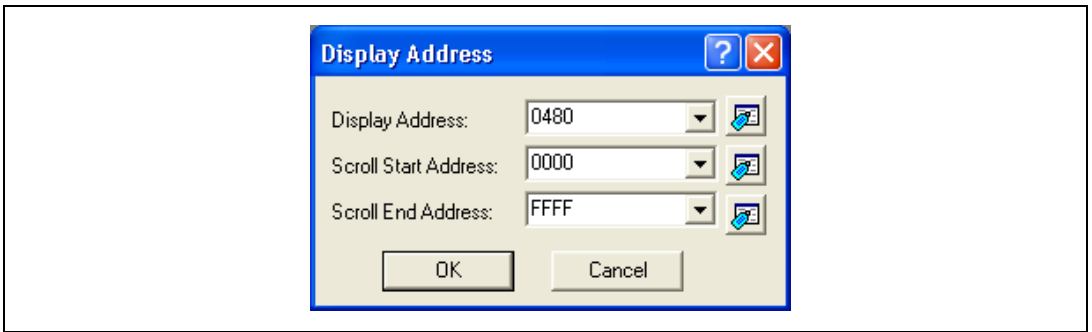 Display Address
Display Address: 0480
Scroll Start Address: 0000
Scroll End Address: FFFF
OK Cancel